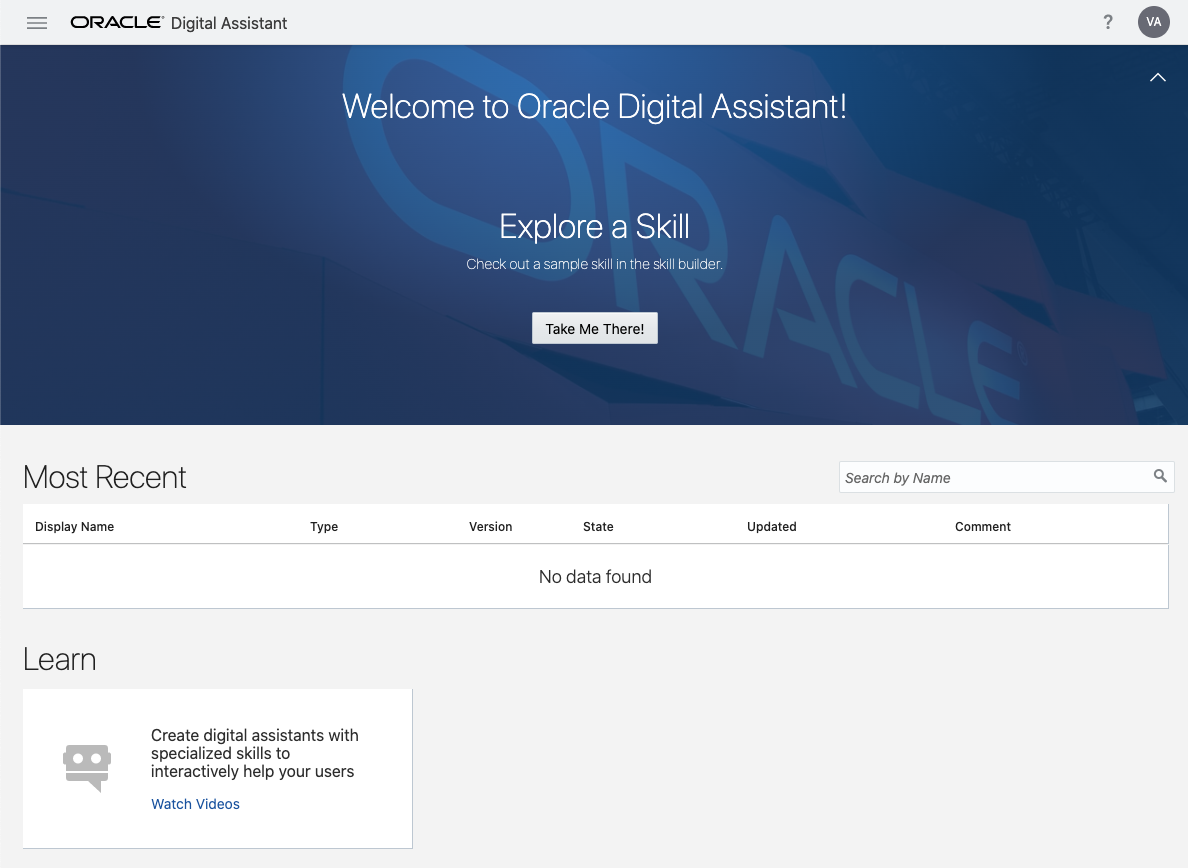 ORACLE® Digital Assistant
?
VA
Welcome to Oracle Digital Assistant!
Explore a Skill
Check out a sample skill in the skill builder.
Take Me There!
ORACLE
Most Recent
Search by Name
Display Name Type Version State Updated Comment
No data found
Learn
Create digital assistants with
specialized skills to
interactively help your users
Watch Videos